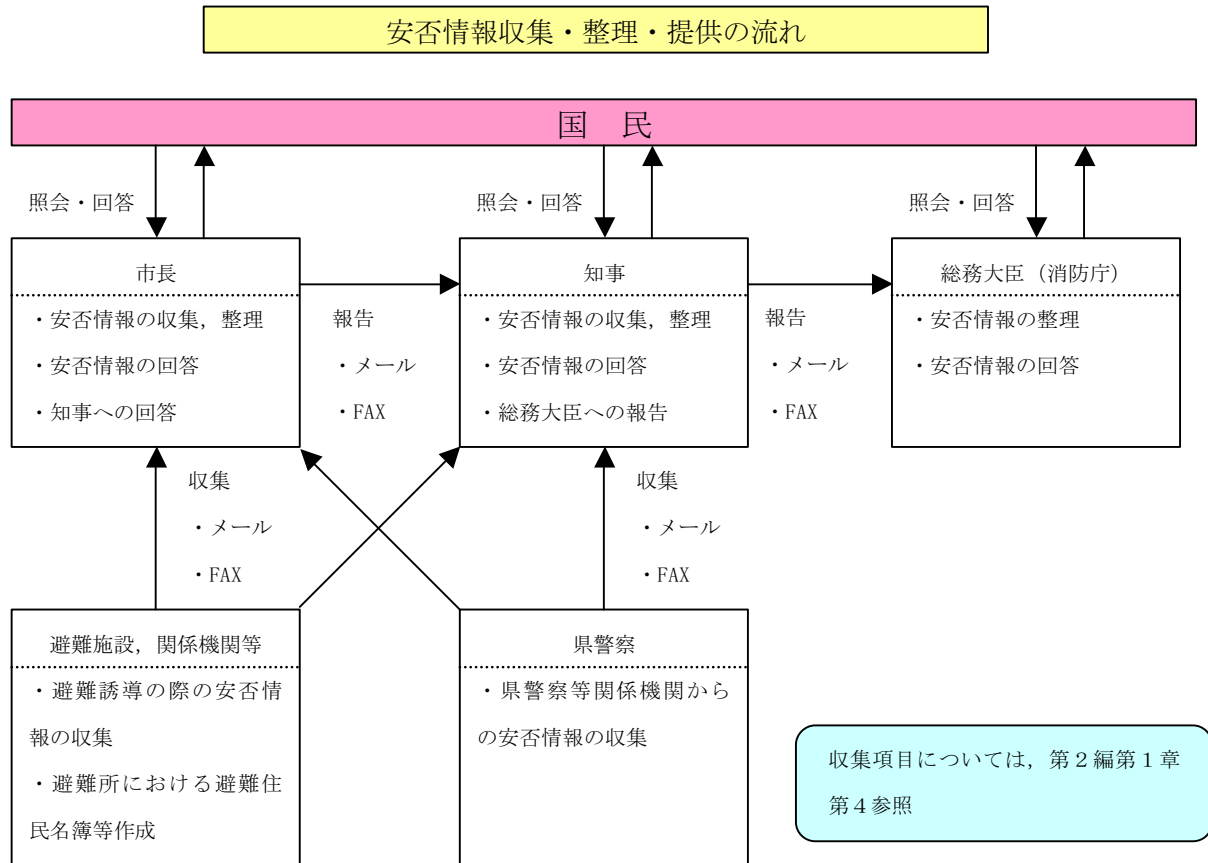 安否情報収集・整理・提供の流れ
国　民
照会・回答
照会・回答
照会・回答
市長
・安否情報の収集，整理
・安否情報の回答
・知事への回答
報告
・メール
・FAX
知事
・安否情報の収集，整理
・安否情報の回答
・総務大臣への報告
報告
・メール
・FAX
総務大臣（消防庁）
・安否情報の整理
・安否情報の回答
収集
・メール
・FAX
収集
・メール
・FAX
避難施設，関係機関等
・避難誘導の際の安否情
報の収集
・避難所における避難住
民名簿等作成
県警察
・県警察等関係機関から
の安否情報の収集
収集項目については，第２編第１章
第４参照